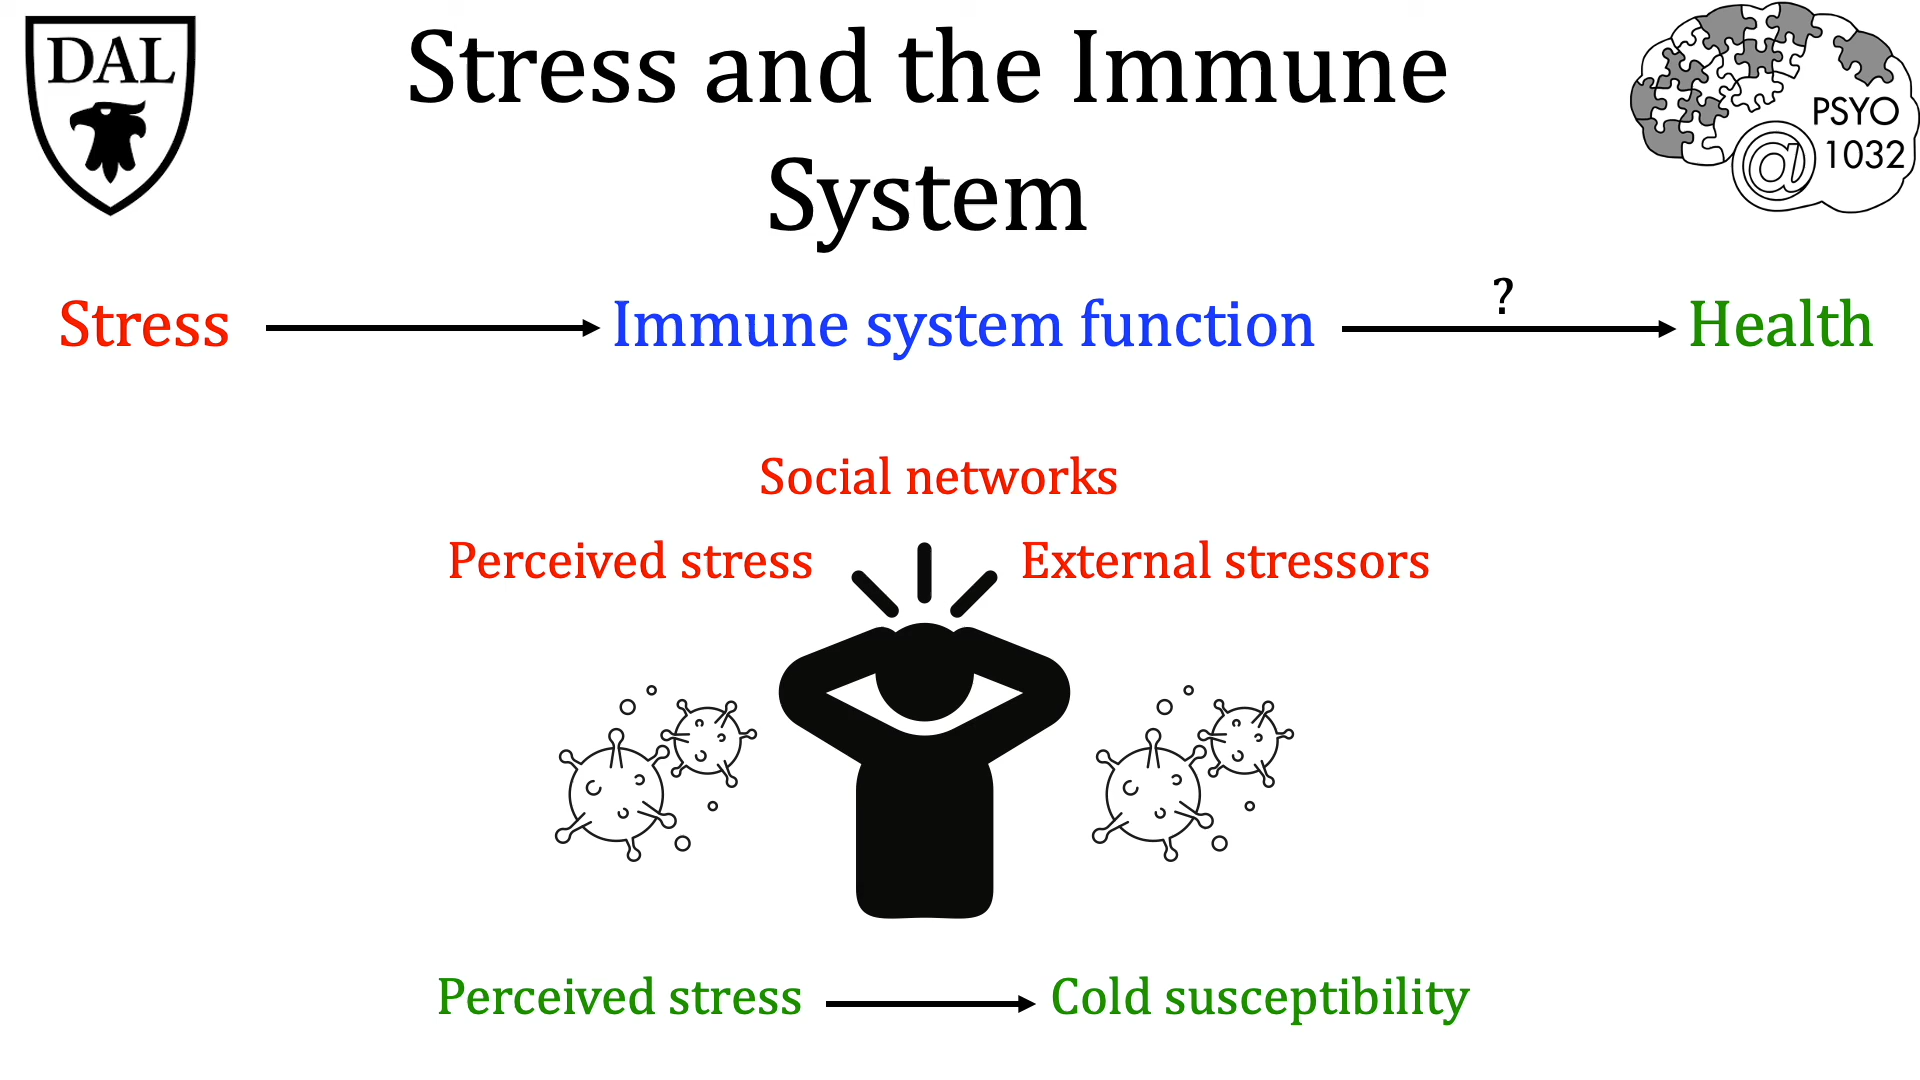 DAL
Stress and the Immune
System
PSYO
@ 1032
Stress
Immune system function
?
Health
Social networks
Perceived stress
External stressors
Perceived stress
Cold susceptibility